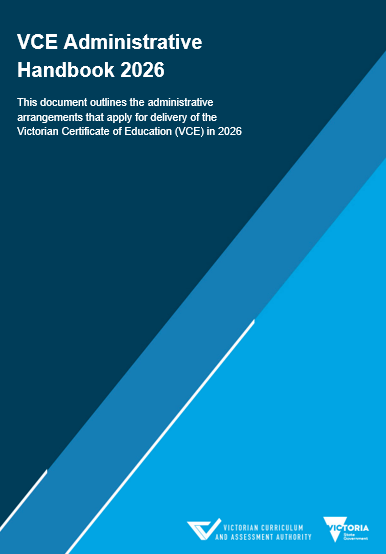 VCE Administrative
Handbook 2026
This document outlines the administrative
arrangements that apply for delivery of the
Victorian Certificate of Education (VCE) in 2026
VICTORIAN CURRICULUM
AND ASSESSMENT AUTHORITY
VICTORIA
State
Government